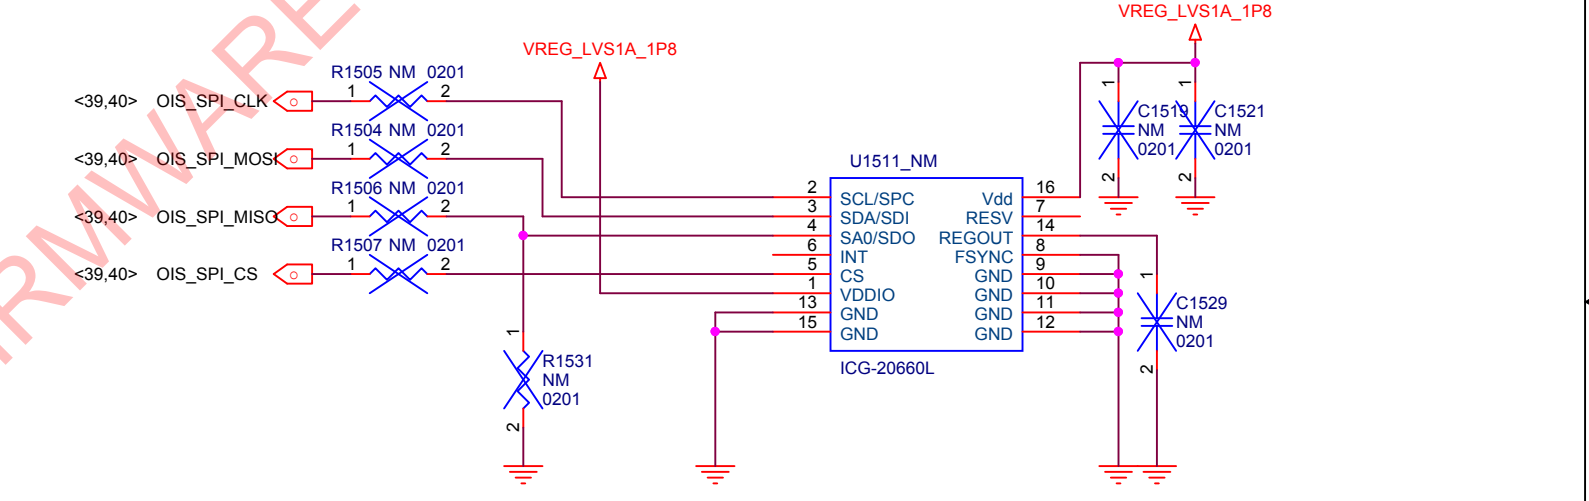 VREG_LVS1A_1P8
VREG_LVS1A_1P8
R1505 NM 0201
<39,40> OIS_SPI_CLK 1 2
R1504 NM 0201
<39,40> OIS_SPI_MOSI 1 2
R1506 NM 0201
<39,40> OIS_SPI_MISO 1 2
R1507 NM 0201
<39,40> OIS_SPI_CS 1 2
1
C1519
NM
0201
2
1
C1521
NM
0201
2
U1511_NM
2 SCL/SPC Vdd 16
3 SDA/SDI RESV 7
4 SA0/SDO REGOUT 14
6 INT FSYNC 8
5 CS GND 9
1 VDDIO GND 10
13 GND GND 11
15 GND GND 12
ICG-20660L
1
R1531
NM
0201
2
1
C1529
NM
0201
2
IRMWARE